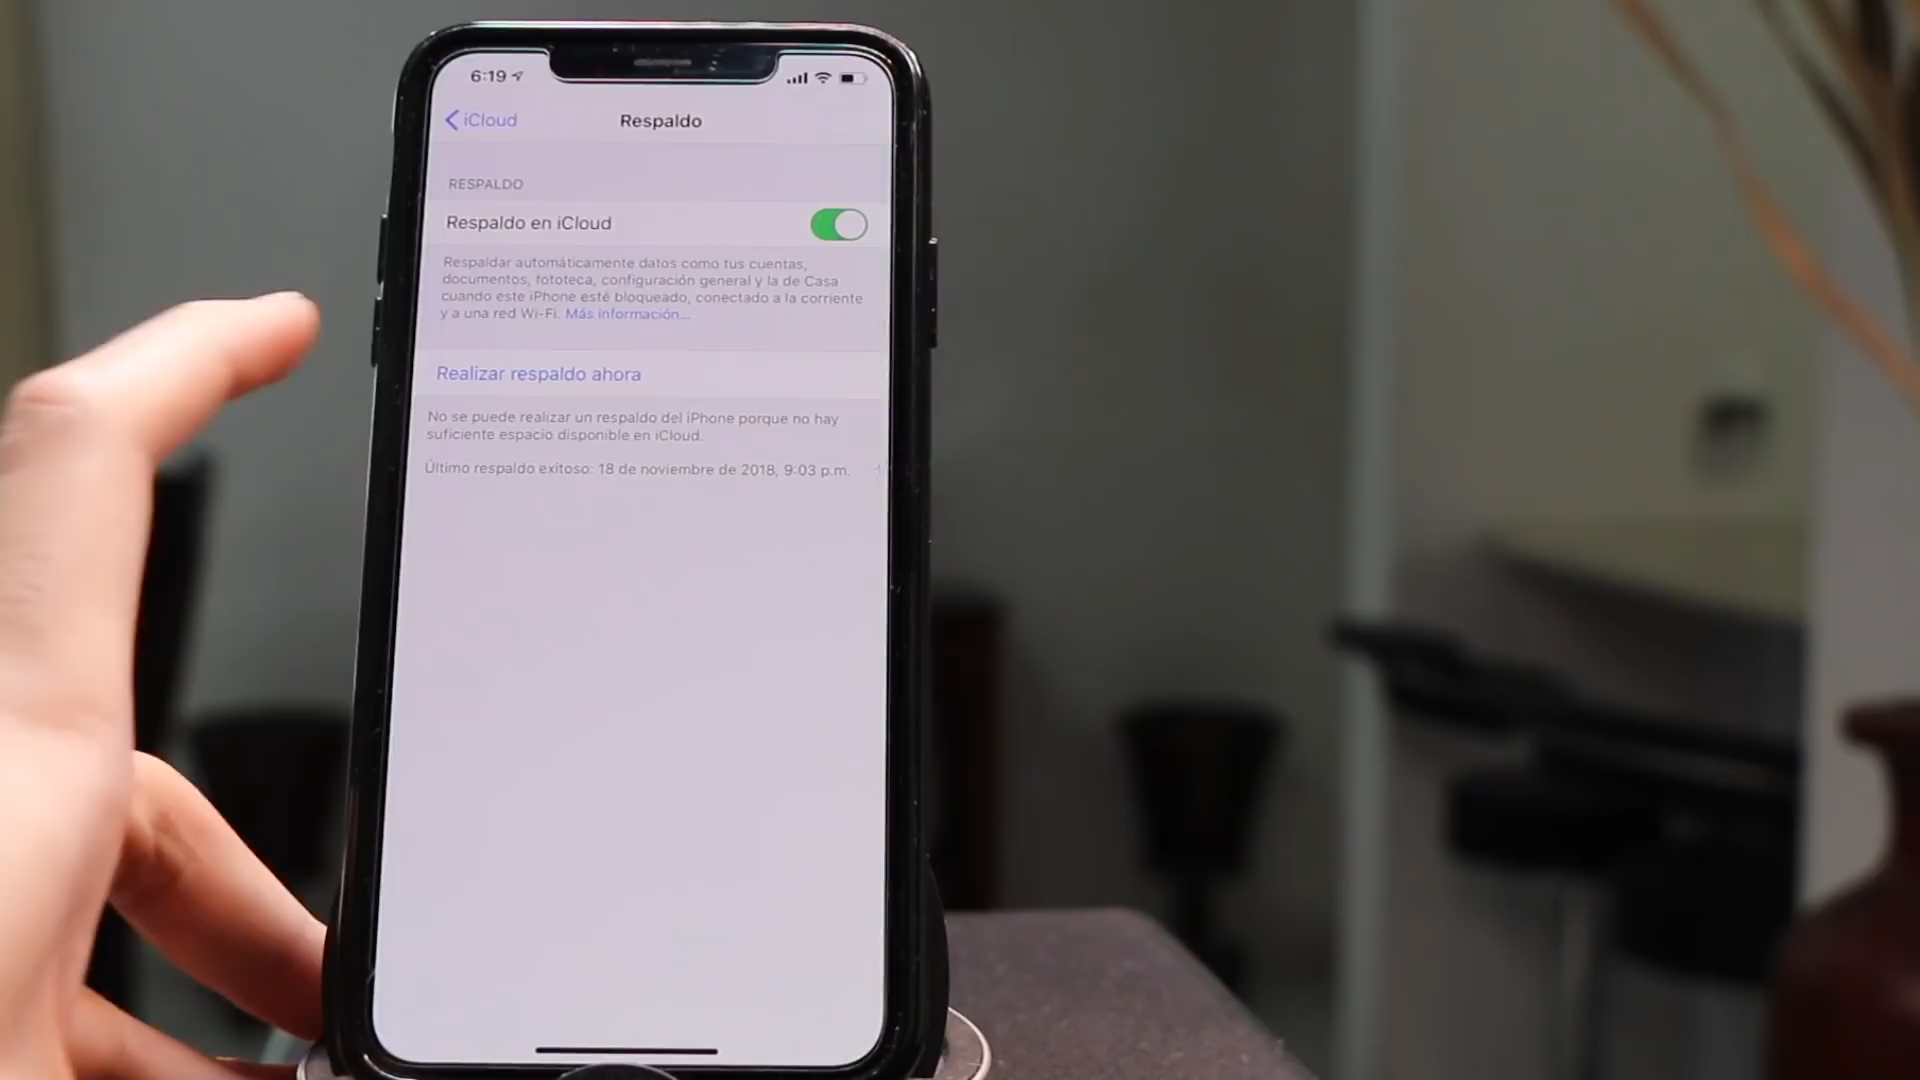 6:19
iCloud
Respaldo
RESPALDO
Respaldo en iCloud
Respaldar automáticamente datos como tus cuentas,
documentos, fototeca, configuración general y la de Casa
cuando este iPhone esté bloqueado, conectado a la corriente
y a una red Wi-Fi. Más información...
Realizar respaldo ahora
No se puede realizar un respaldo del iPhone porque no hay
suficiente espacio disponible en iCloud.
Último respaldo exitoso: 18 de noviembre de 2018, 9:03 p.m.